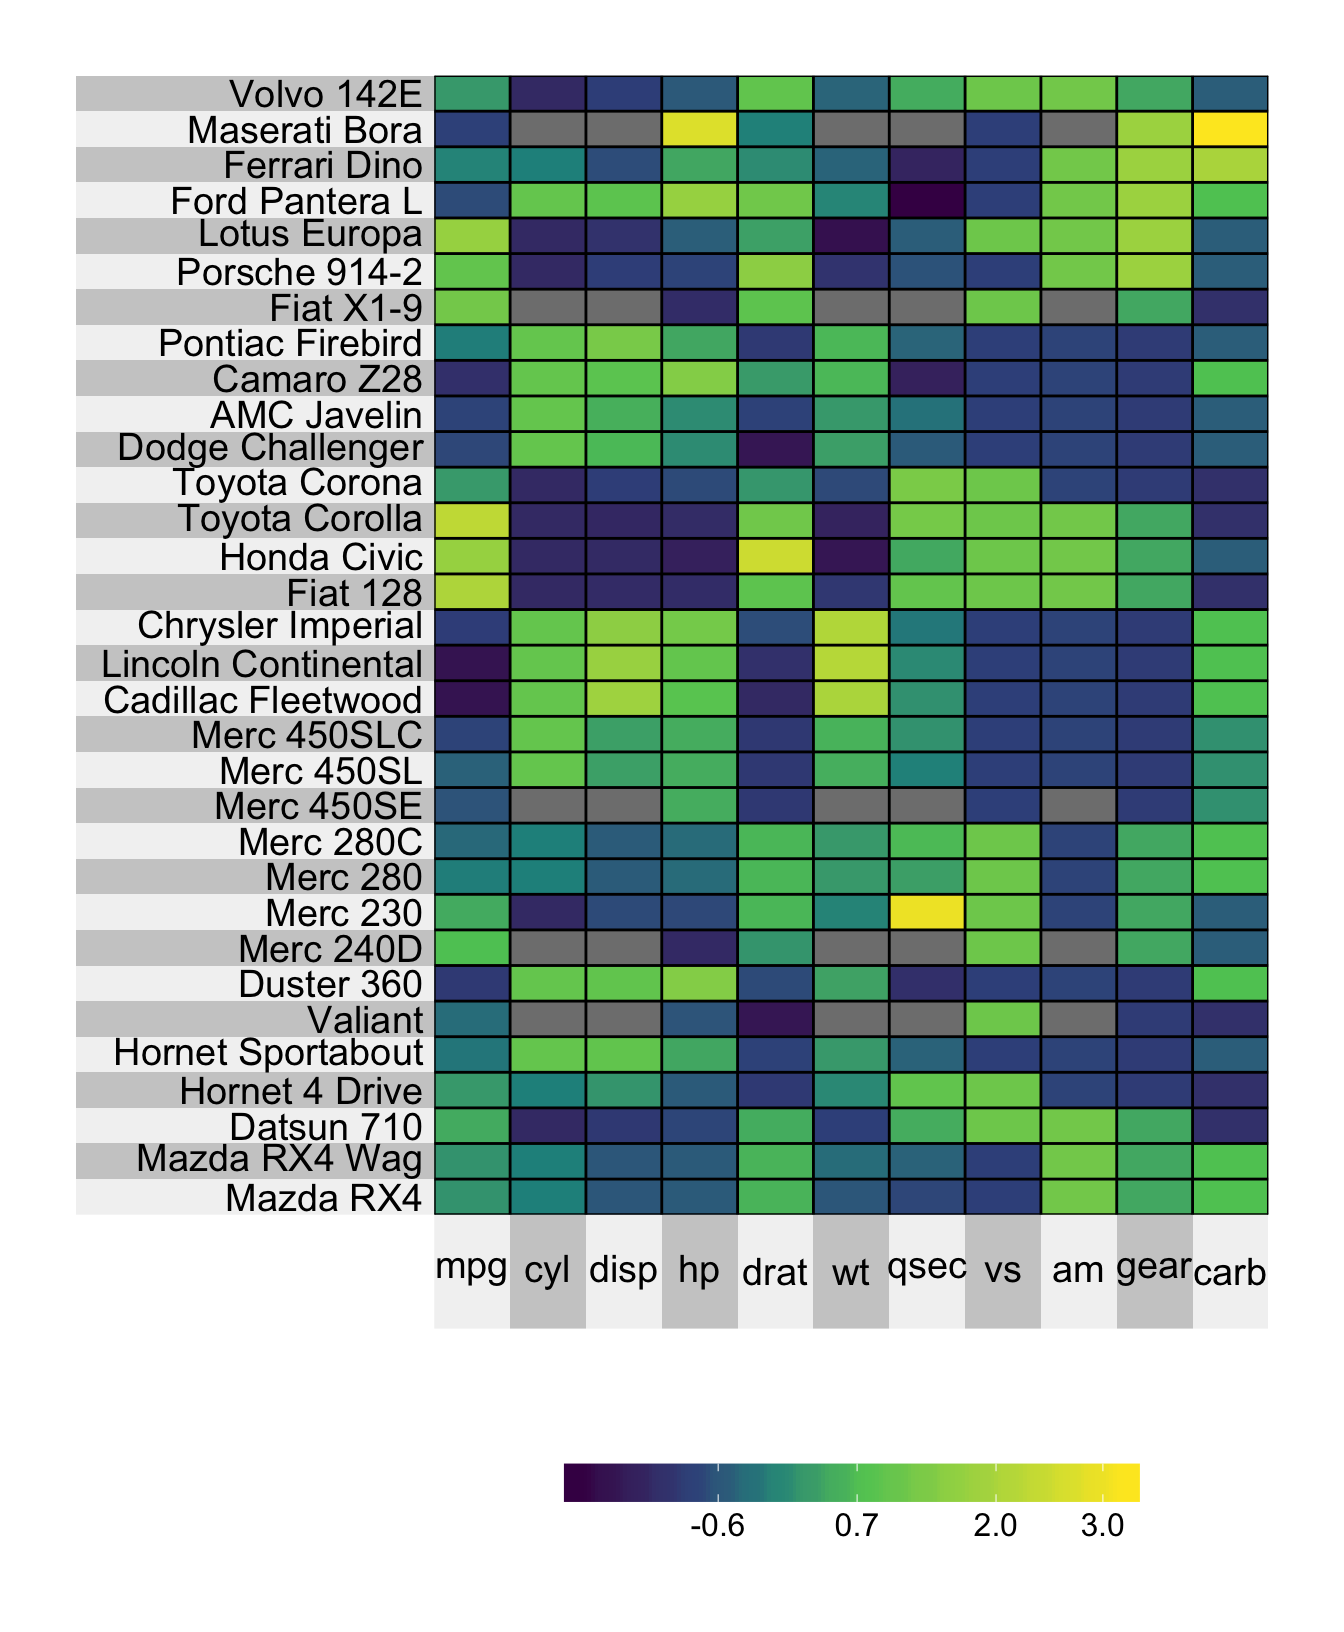 Volvo 142E
Maserati Bora
Ferrari Dino
Ford Pantera L
Lotus Europa
Porsche 914-2
Fiat X1-9
Pontiac Firebird
Camaro Z28
AMC Javelin
Dodge Challenger
Toyota Corona
Toyota Corolla
Honda Civic
Fiat 128
Chrysler Imperial
Lincoln Continental
Cadillac Fleetwood
Merc 450SLC
Merc 450SL
Merc 450SE
Merc 280C
Merc 280
Merc 230
Merc 240D
Duster 360
Valiant
Hornet Sportabout
Hornet 4 Drive
Datsun 710
Mazda RX4 Wag
Mazda RX4
mpg cyl disp hp drat wt qsec vs am gear carb
-0.6 0.7 2.0 3.0